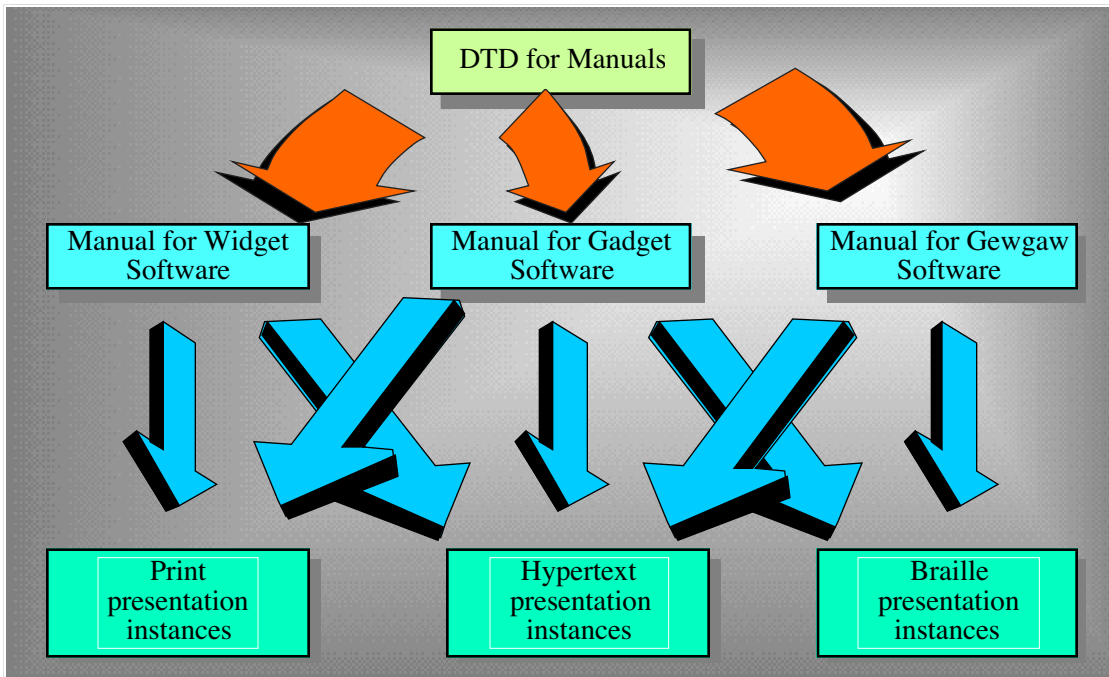 DTD for Manuals
Manual for Widget
Software
Manual for Gadget
Software
Manual for Gewgaw
Software
Print
presentation
instances
Hypertext
presentation
instances
Braille
presentation
instances